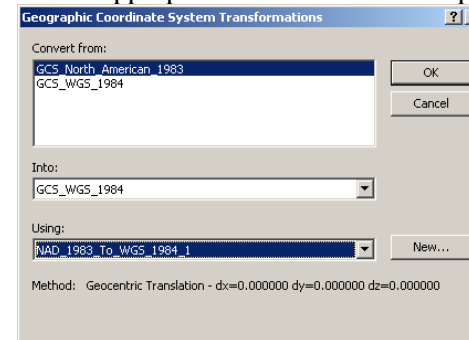 Geographic Coordinate System Transformations
?
Convert from:
GCS_North_American_1983
GCS_WGS_1984
OK
Cancel
Into:
GCS_WGS_1984
Using:
NAD_1983_To_WGS_1984_1
New...
Method: Geocentric Translation - dx=0.000000 dy=0.000000 dz=0.000000